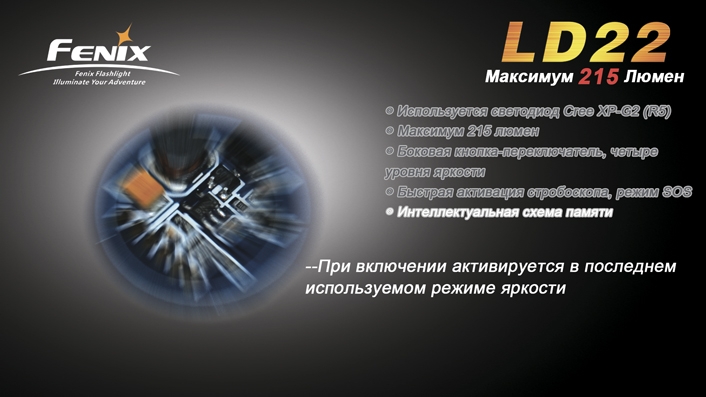 FENIX
Fenix Flashlight
Illuminate Your Adventure
LD22
Максимум 215 Люмен
Используется светодиод Cree XP-G2 (R5)
Максимум 215 люмен
Боковая кнопка-переключатель, четыре
уровня яркости
Быстрая активация стробоскопа, режим SOS
Интеллектуальная схема памяти
--При включении активируется в последнем
используемом режиме яркости